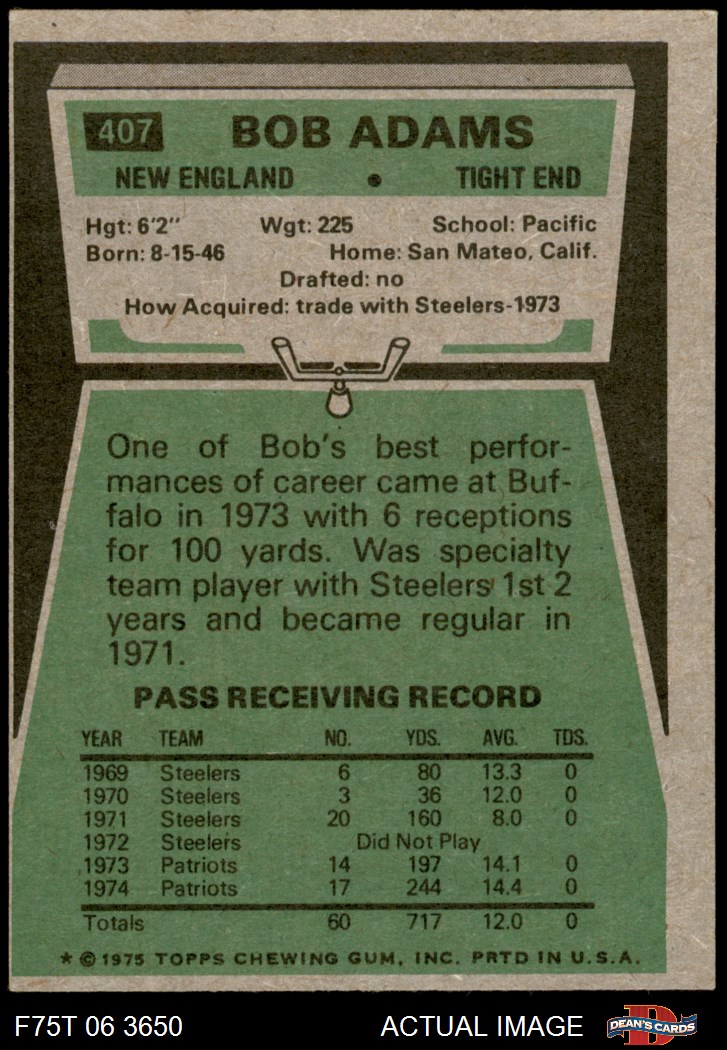 407 BOB ADAMS
NEW ENGLAND • TIGHT END
Hgt: 6'2" Wgt: 225 School: Pacific
Born: 8-15-46 Home: San Mateo, Calif.
Drafted: no
How Acquired: trade with Steelers-1973
One of Bob's best perfor-
mances of career came at Buf-
falo in 1973 with 6 receptions
for 100 yards. Was specialty
team player with Steelers' 1st 2
years and became regular in
1971.
PASS RECEIVING RECORD
YEAR TEAM NO. YDS. AVG. TDS.
1969 Steelers 6 80 13.3 0
1970 Steelers 3 36 12.0 0
1971 Steelers 20 160 8.0 0
1972 Steelers Did Not Play
1973 Patriots 14 197 14.1 0
1974 Patriots 17 244 14.4 0
Totals 60 717 12.0 0
* © 1975 TOPPS CHEWING GUM, INC. PRTD IN U.S.A.
F75T 06 3650 ACTUAL IMAGE DEAN'S CARDS